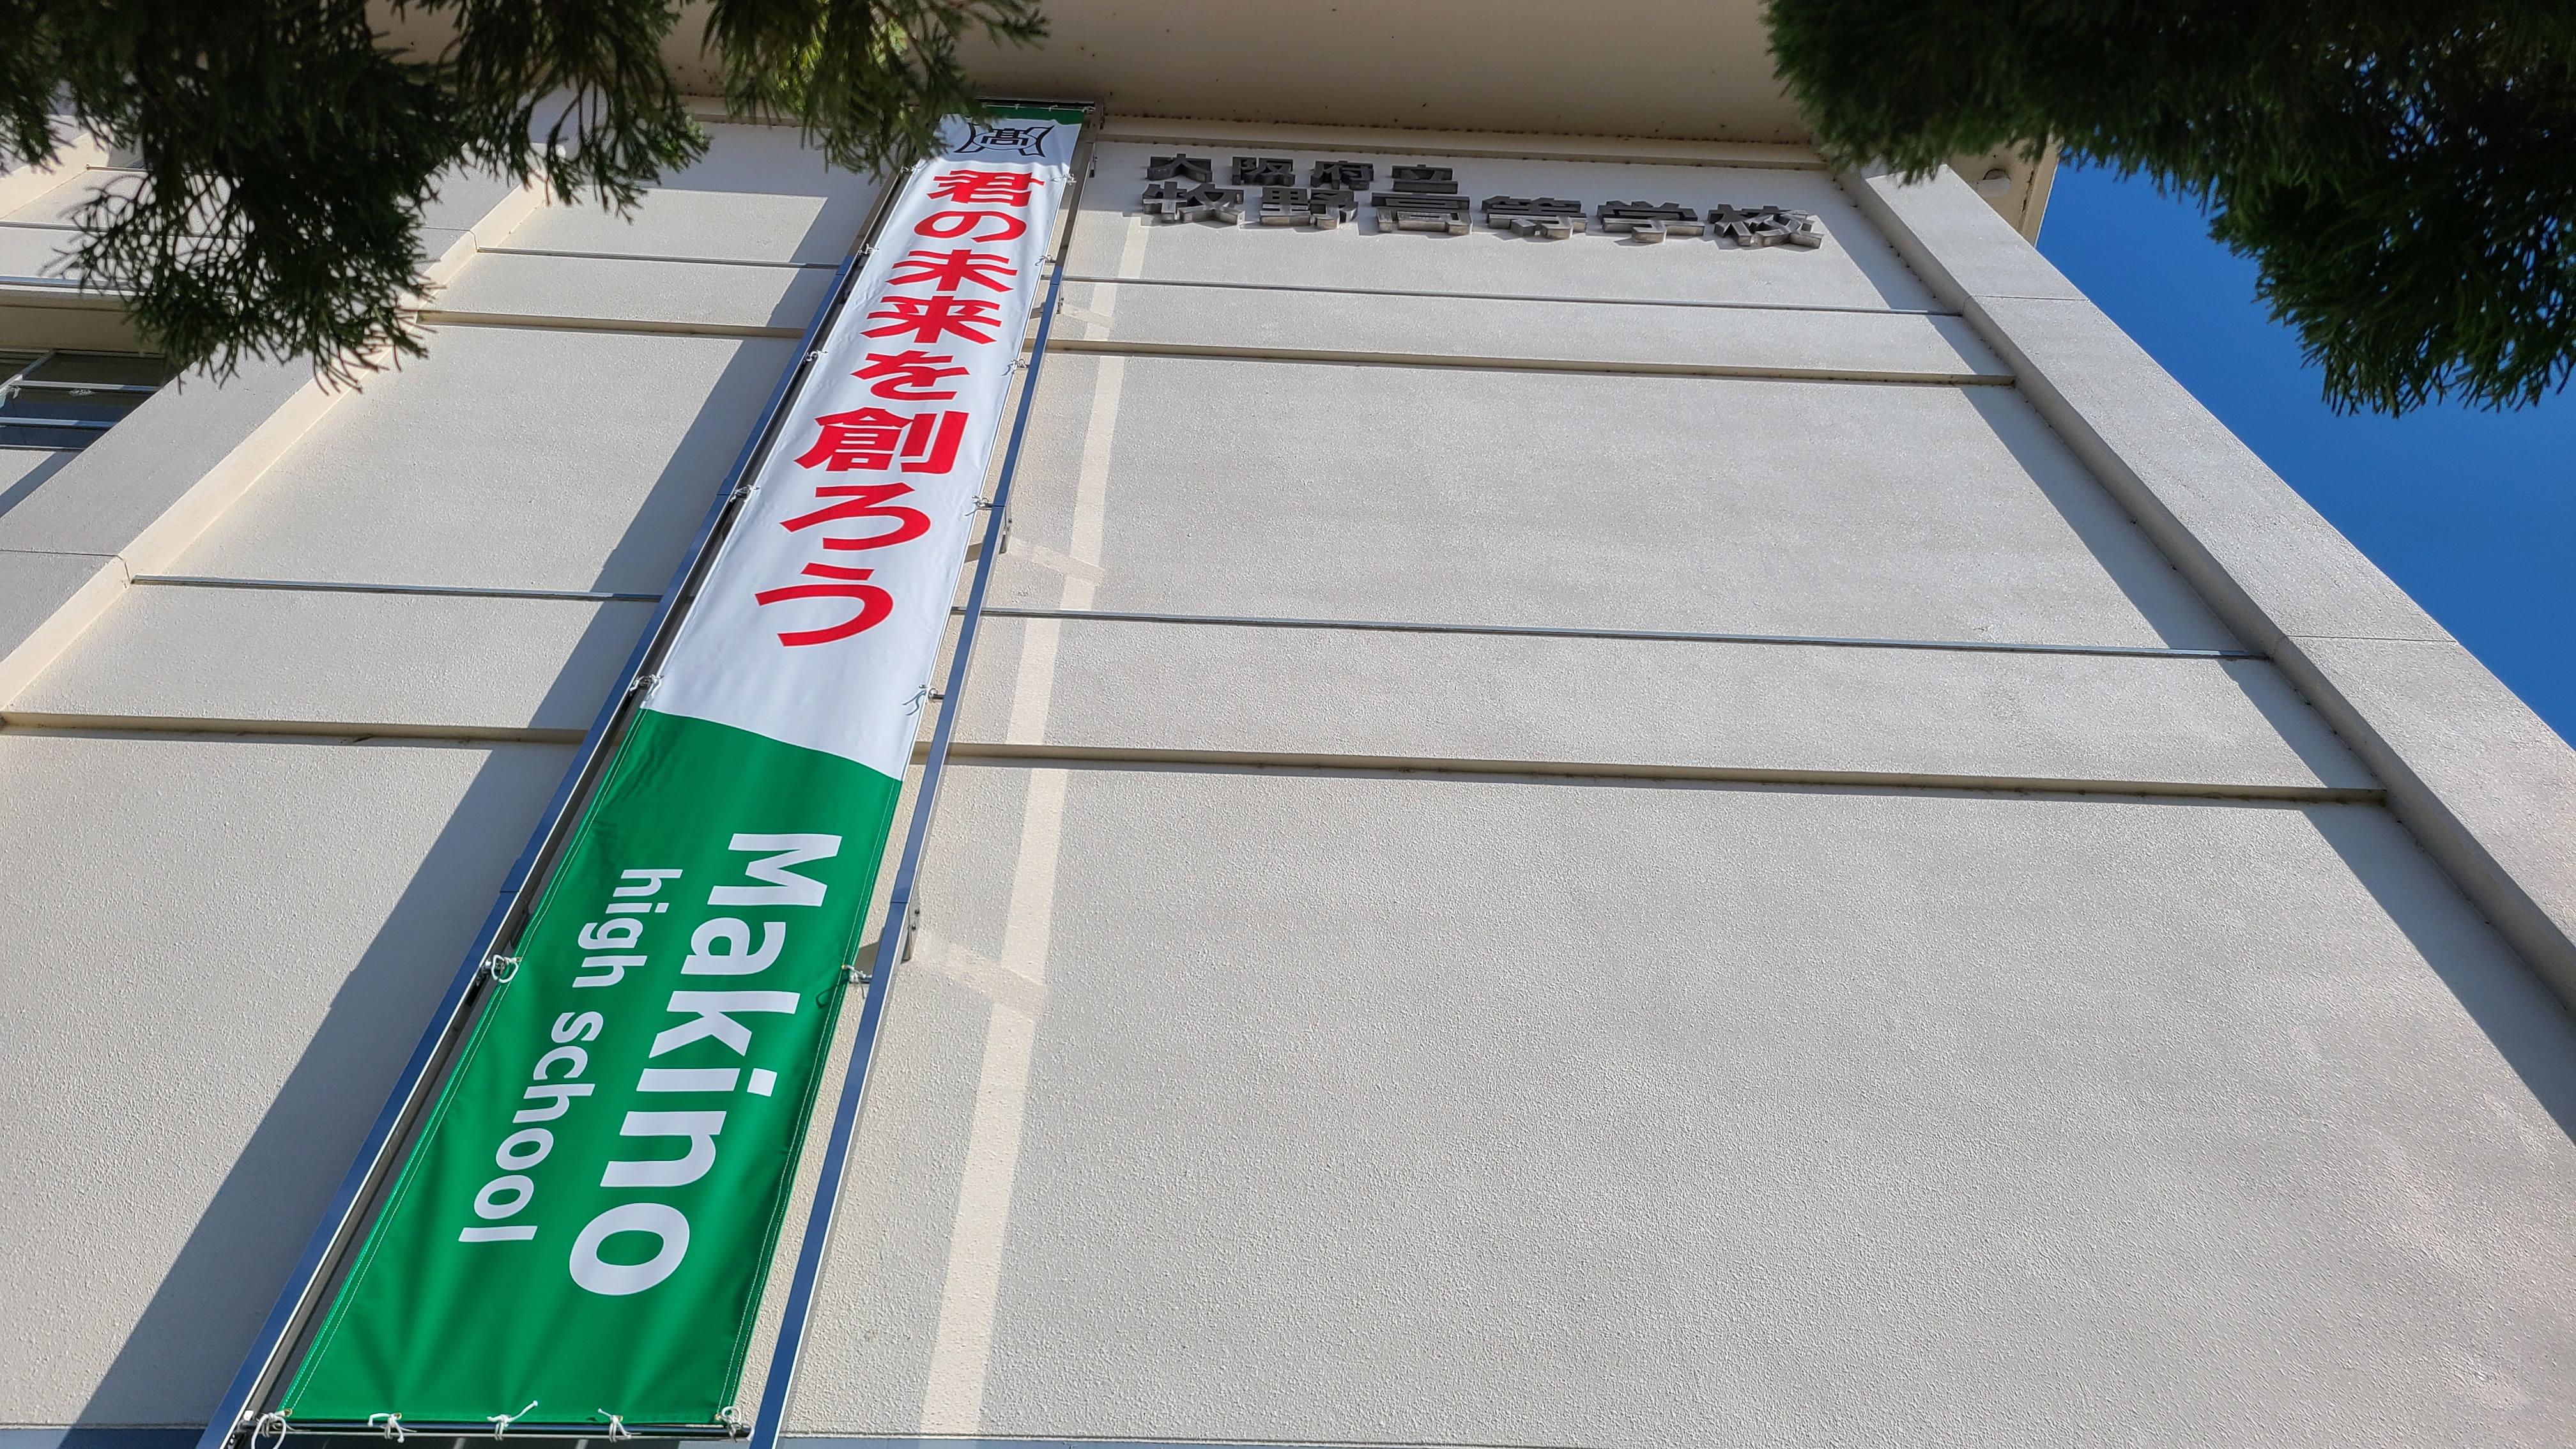 高
君の未来を創ろう
Makino
high school
大阪府立
牧野高等学校